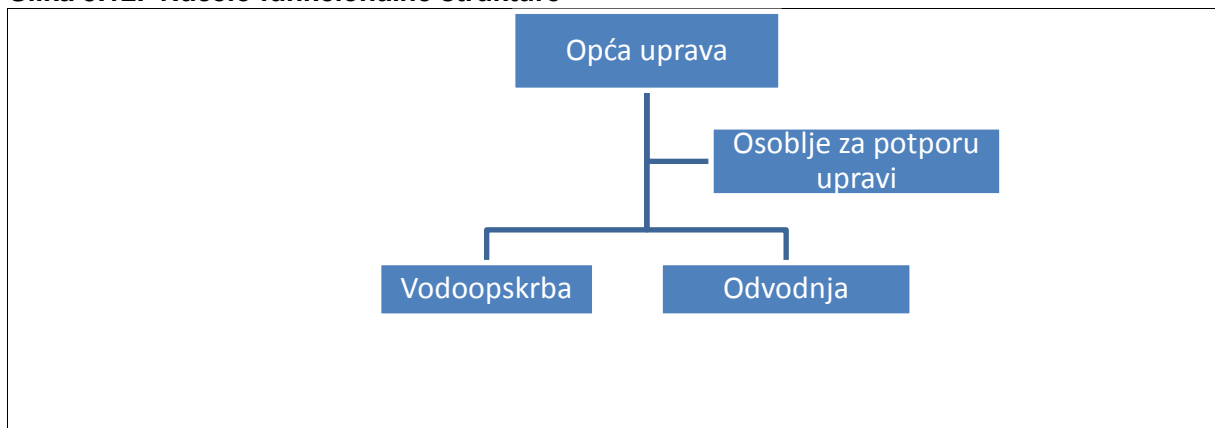 Opća uprava
Osoblje za potporu
upravi
Vodoopskrba
Odvodnja